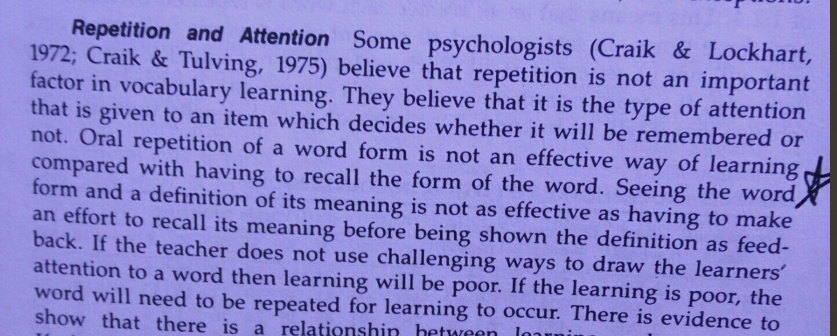 Repetition and Attention Some psychologists (Craik & Lockhart,
1972; Craik & Tulving, 1975) believe that repetition is not an important
factor in vocabulary learning. They believe that it is the type of attention
that is given to an item which decides whether it will be remembered or
not. Oral repetition of a word form is not an effective way of learning
compared with having to recall the form of the word. Seeing the word
form and a definition of its meaning is not as effective as having to make
an effort to recall its meaning before being shown the definition as feed-
back. If the teacher does not use challenging ways to draw the learners'
attention to a word then learning will be poor. If the learning is poor, the
word will need to be repeated for learning to occur. There is evidence to
show that there is a relationship between